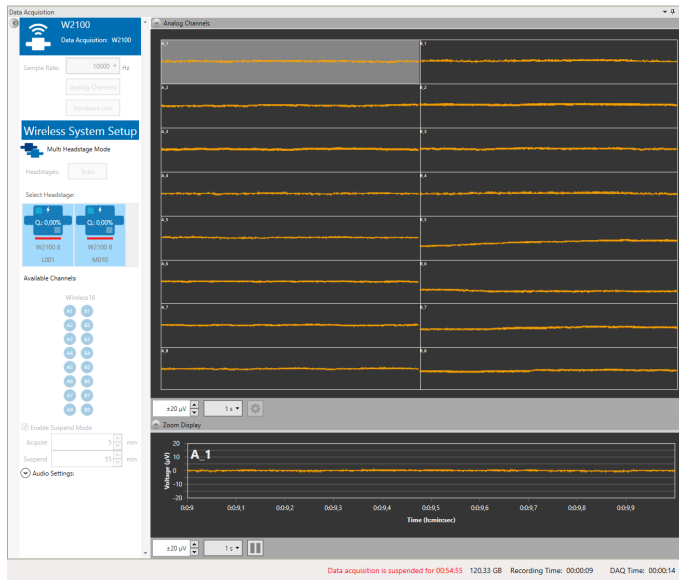 Data Acquisition
W2100
Data Acquisition: W2100
Sample Rate: 10000 Hz
Analog Channels
Hardware Info
Wireless System Setup
Multi Headstage Mode
Headstages: Scan
Select Headstage:
Q.: 0,00% Q.: 0,00%
W2100 8 W2100 8
L001 M010
Available Channels:
Wireless16
A1 B1
A2 B2
A3 B3
A4 B4
A5 B5
A6 B6
A7 B7
A8 B8
Enable Suspend Mode
Acquire 5 min
Suspend 55 min
Audio Settings:
Analog Channels
A_1 B_1
A_2 B_2
A_3 B_3
A_4 B_4
A_5 B_5
A_6 B_6
A_7 B_7
A_8 B_8
±20 µV 1 s
Zoom Display
A_1
Voltage (µV)
20
10
0
-10
-20
0:0:9 0:0:9,1 0:0:9,2 0:0:9,3 0:0:9,4 0:0:9,5 0:0:9,6 0:0:9,7 0:0:9,8 0:0:9,9
Time (h:min:sec)
±20 µV 1 s
Data acquisition is suspended for 00:54:55 120,33 GB Recording Time: 00:00:09 DAQ Time: 00:00:14